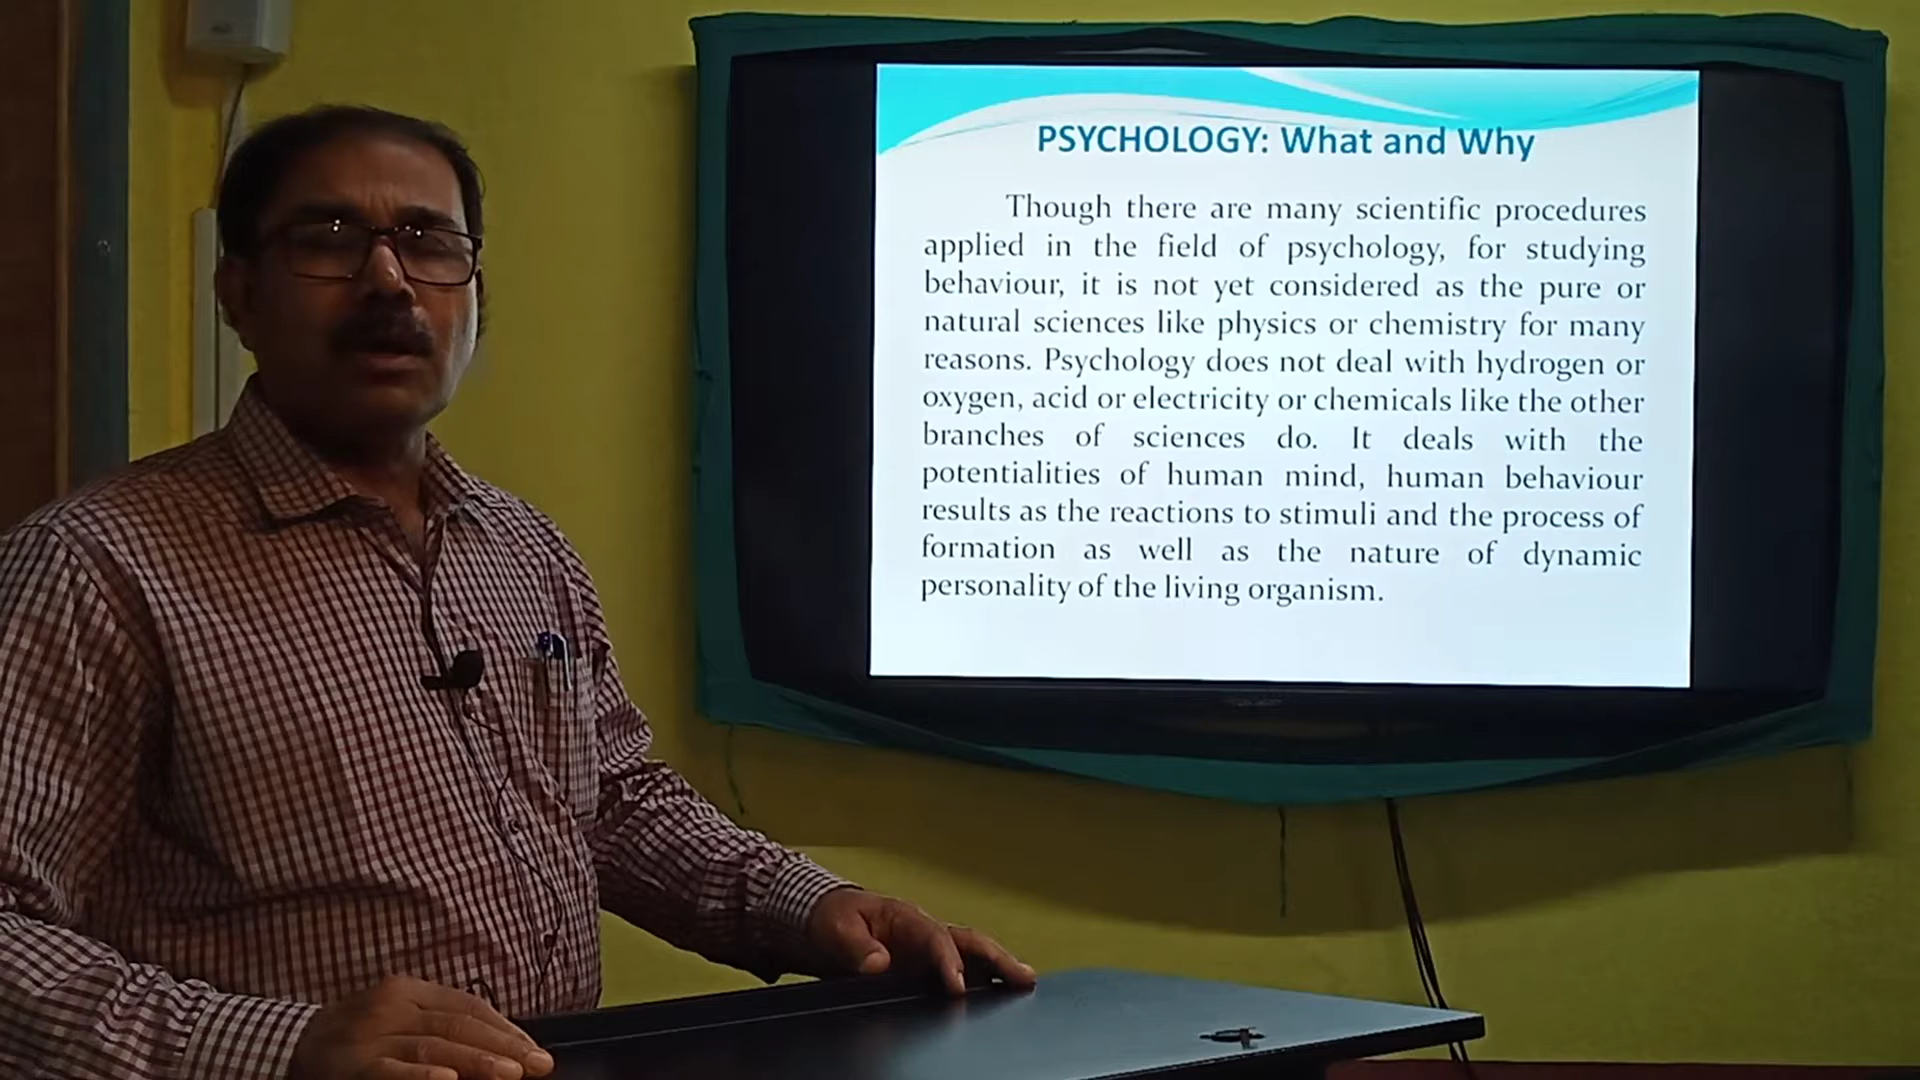 PSYCHOLOGY: What and Why
Though there are many scientific procedures
applied in the field of psychology, for studying
behaviour, it is not yet considered as the pure or
natural sciences like physics or chemistry for many
reasons. Psychology does not deal with hydrogen or
oxygen, acid or electricity or chemicals like the other
branches of sciences do. It deals with the
potentialities of human mind, human behaviour
results as the reactions to stimuli and the process of
formation as well as the nature of dynamic
personality of the living organism.